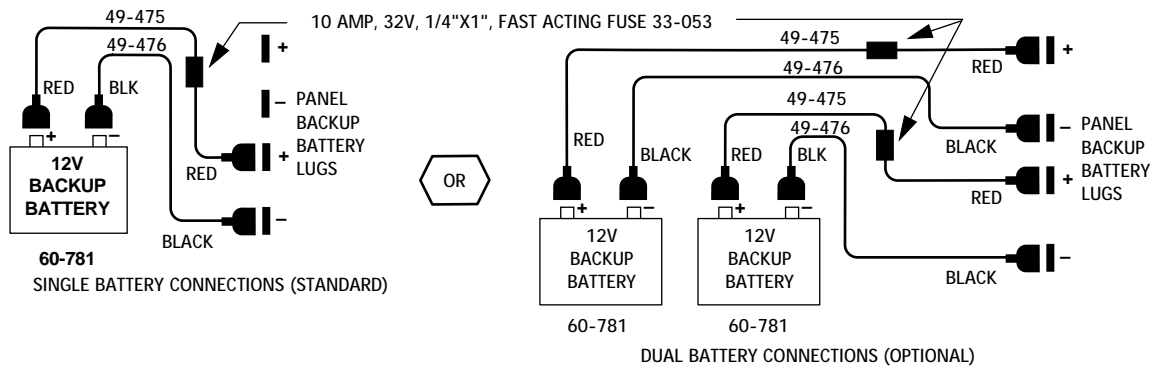 10 AMP, 32V, 1/4"X1", FAST ACTING FUSE 33-053
49-475
49-476
RED
BLK
+
–
PANEL
BACKUP
BATTERY
LUGS
+
–
12V
BACKUP
BATTERY
+
RED
BLACK
–
60-781
SINGLE BATTERY CONNECTIONS (STANDARD)
OR
49-475
RED
+
49-476
49-475
49-476
RED
BLACK
RED
BLK
BLACK
–
PANEL
BACKUP
BATTERY
LUGS
RED
+
BLACK
–
+
–
12V
BACKUP
BATTERY
60-781
+
–
12V
BACKUP
BATTERY
60-781
DUAL BATTERY CONNECTIONS (OPTIONAL)